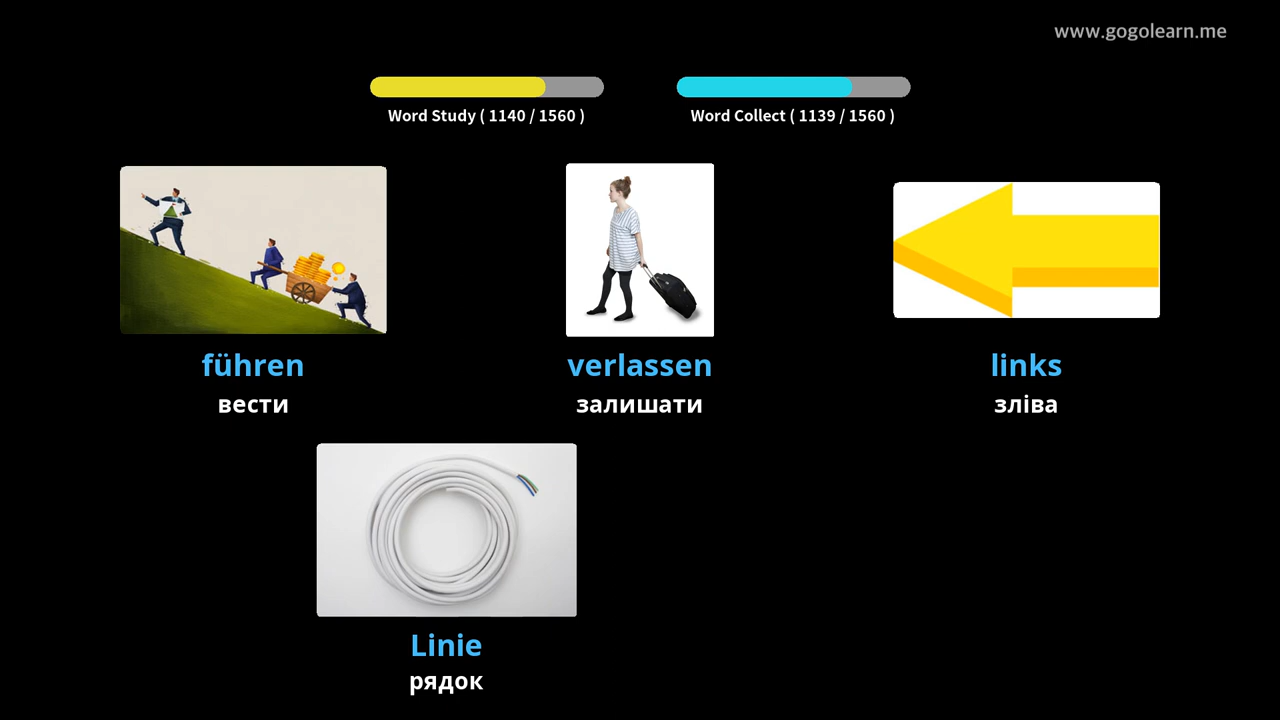 www.gogolearn.me
Word Study ( 1140 / 1560 )
Word Collect ( 1139 / 1560 )
führen
вести
verlassen
залишати
links
зліва
Linie
рядок